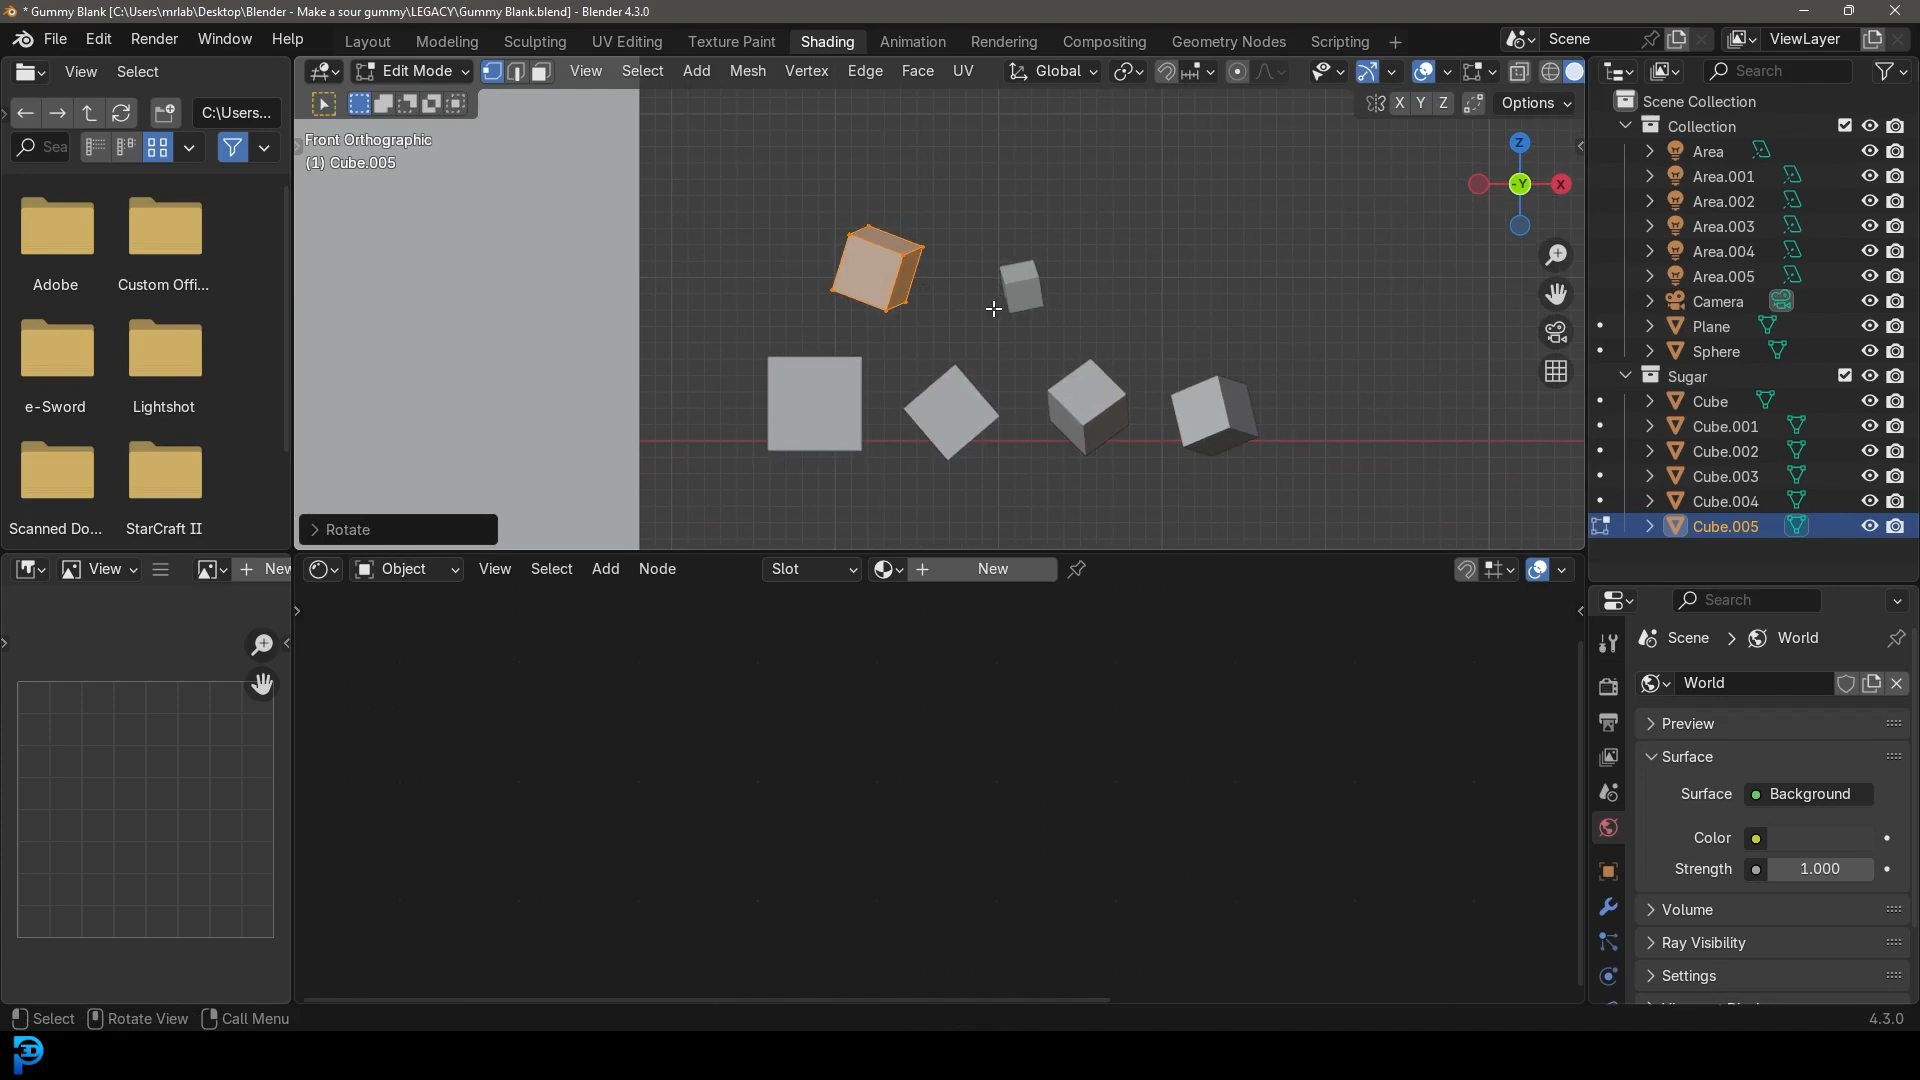 * Gummy Blank [C:\Users\mrlab\Desktop\Blender - Make a sour gummy\LEGACY\Gummy Blank.blend] - Blender 4.3.0
File Edit Render Window Help
Layout Modeling Sculpting UV Editing Texture Paint Shading Animation Rendering Compositing Geometry Nodes Scripting +
Scene
ViewLayer
View Select
Edit Mode View Select Add Mesh Vertex Edge Face UV Global
Search
C:\Users...
Sea
X Y Z Options
Front Orthographic
(1) Cube.005
Z
-Y
X
Adobe
Custom Offi...
e-Sword
Lightshot
Scanned Do...
StarCraft II
Rotate
Scene Collection
Collection
Area
Area.001
Area.002
Area.003
Area.004
Area.005
Camera
Plane
Sphere
Sugar
Cube
Cube.001
Cube.002
Cube.003
Cube.004
Cube.005
View
New
Object View Select Add Node Slot New
Search
Scene > World
World
Preview
Surface
Surface Background
Color
Strength 1.000
Volume
Ray Visibility
Settings
Select Rotate View Call Menu
4.3.0
3D